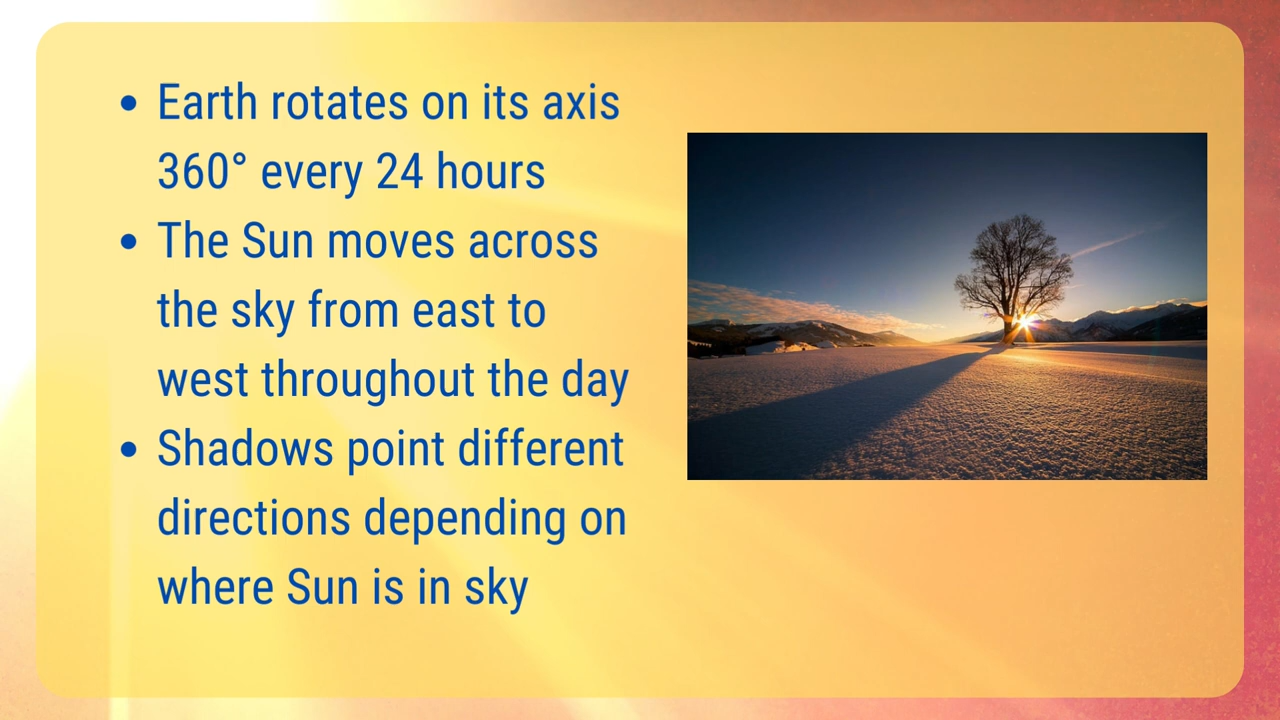 • Earth rotates on its axis
360° every 24 hours
• The Sun moves across
the sky from east to
west throughout the day
• Shadows point different
directions depending on
where Sun is in sky